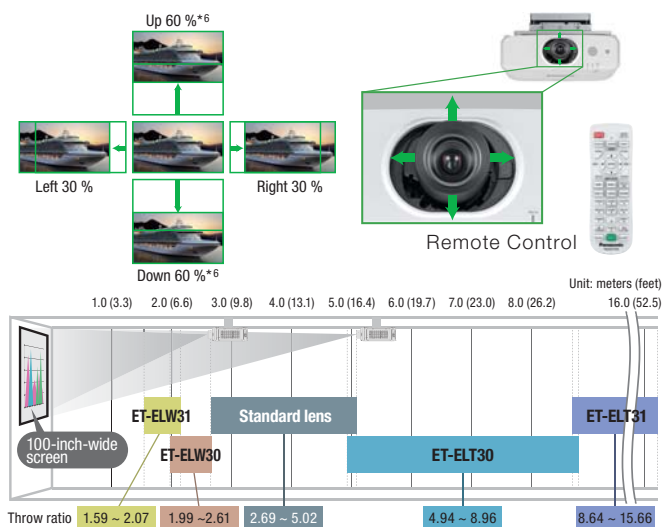 Up 60 %*6
Left 30 %
Right 30 %
Down 60 %*6
Panasonic
Remote Control
Unit: meters (feet)
1.0 (3.3) 2.0 (6.6) 3.0 (9.8) 4.0 (13.1) 5.0 (16.4) 6.0 (19.7) 7.0 (23.0) 8.0 (26.2) 16.0 (52.5)
ET-ELW31 Standard lens ET-ELT31
100-inch-wide
screen
ET-ELW30 ET-ELT30
Throw ratio 1.59 ~ 2.07 1.99 ~ 2.61 2.69 ~ 5.02 4.94 ~ 8.96 8.64 ~ 15.66